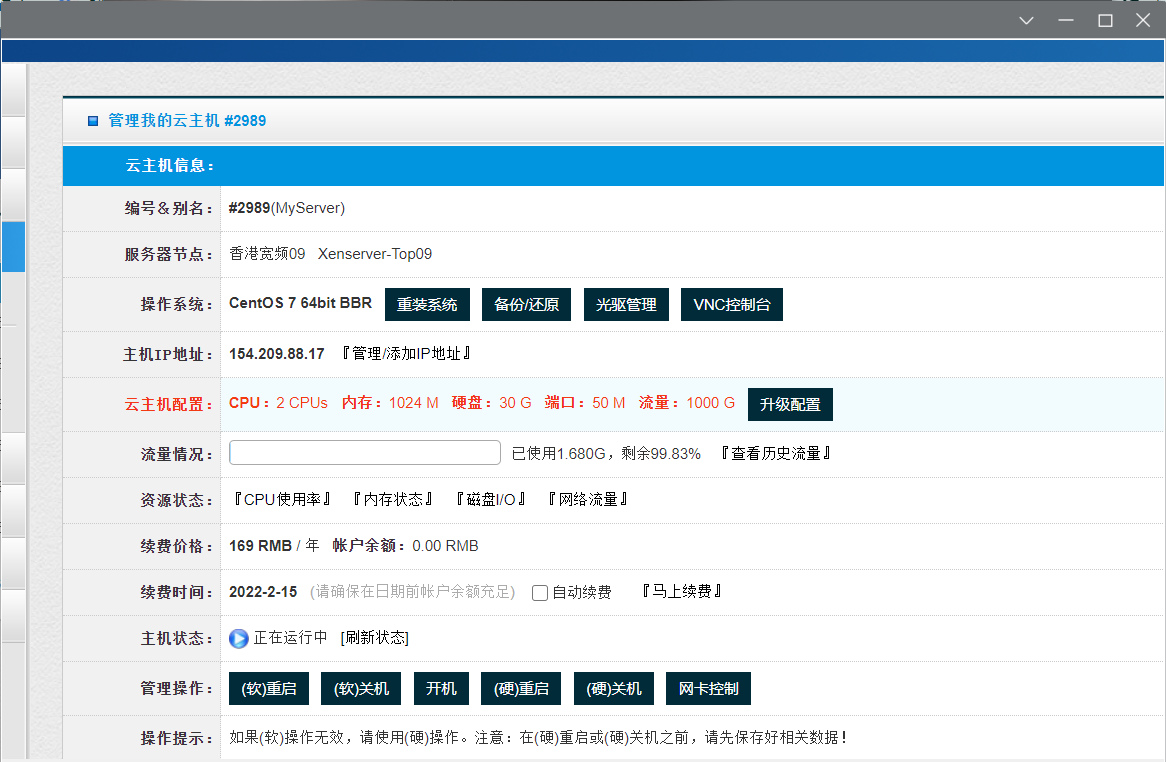 管理我的云主机 #2989
云主机信息：
编号＆别名： #2989(MyServer)
服务器节点： 香港宽频09 Xenserver-Top09
操作系统： CentOS 7 64bit BBR 重装系统 备份/还原 光驱管理 VNC控制台
主机IP地址： 154.209.88.17 『管理/添加IP地址』
云主机配置： CPU：2 CPUs 内存：1024 M 硬盘：30 G 端口：50 M 流量：1000 G 升级配置
流量情况： 已使用1.680G，剩余99.83% 『查看历史流量』
资源状态： 『CPU使用率』 『内存状态』 『磁盘I/O』 『网络流量』
续费价格： 169 RMB / 年 帐户余额：0.00 RMB
续费时间： 2022-2-15 (请确保在日期前帐户余额充足) 自动续费 『马上续费』
主机状态： 正在运行中 [刷新状态]
管理操作： (软)重启 (软)关机 开机 (硬)重启 (硬)关机 网卡控制
操作提示： 如果(软)操作无效，请使用(硬)操作。注意：在(硬)重启或(硬)关机之前，请先保存好相关数据！